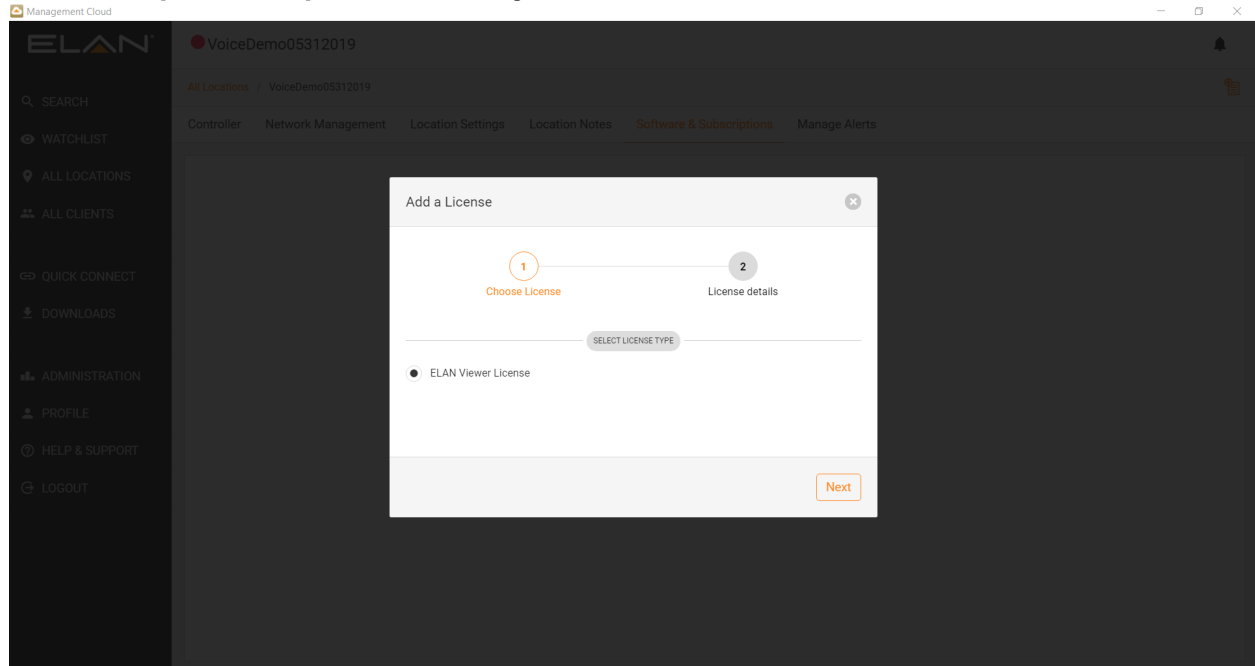 Management Cloud
ELAN
VoiceDemo05312019
All Locations / VoiceDemo05312019
Controller Network Management Location Settings Location Notes Software & Subscriptions Manage Alerts
SEARCH
WATCHLIST
ALL LOCATIONS
ALL CLIENTS
QUICK CONNECT
DOWNLOADS
ADMINISTRATION
PROFILE
HELP & SUPPORT
LOGOUT
Add a License
1 2
Choose License License details
SELECT LICENSE TYPE
ELAN Viewer License
Next